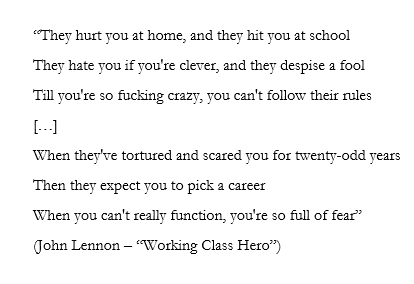 “They hurt you at home, and they hit you at school
They hate you if you're clever, and they despise a fool
Till you're so fucking crazy, you can't follow their rules
[…]
When they've tortured and scared you for twenty-odd years
Then they expect you to pick a career
When you can't really function, you're so full of fear”
(John Lennon – “Working Class Hero”)